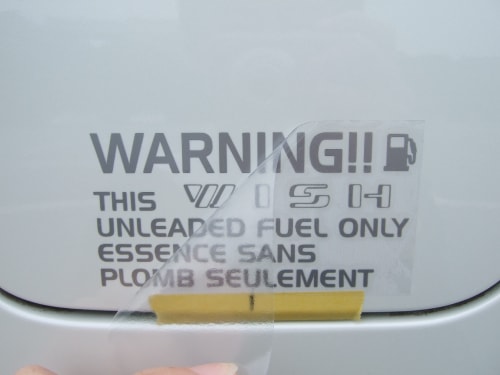 WARNING!!
THIS WISH
UNLEADED FUEL ONLY
ESSENCE SANS
PLOMB SEULEMENT